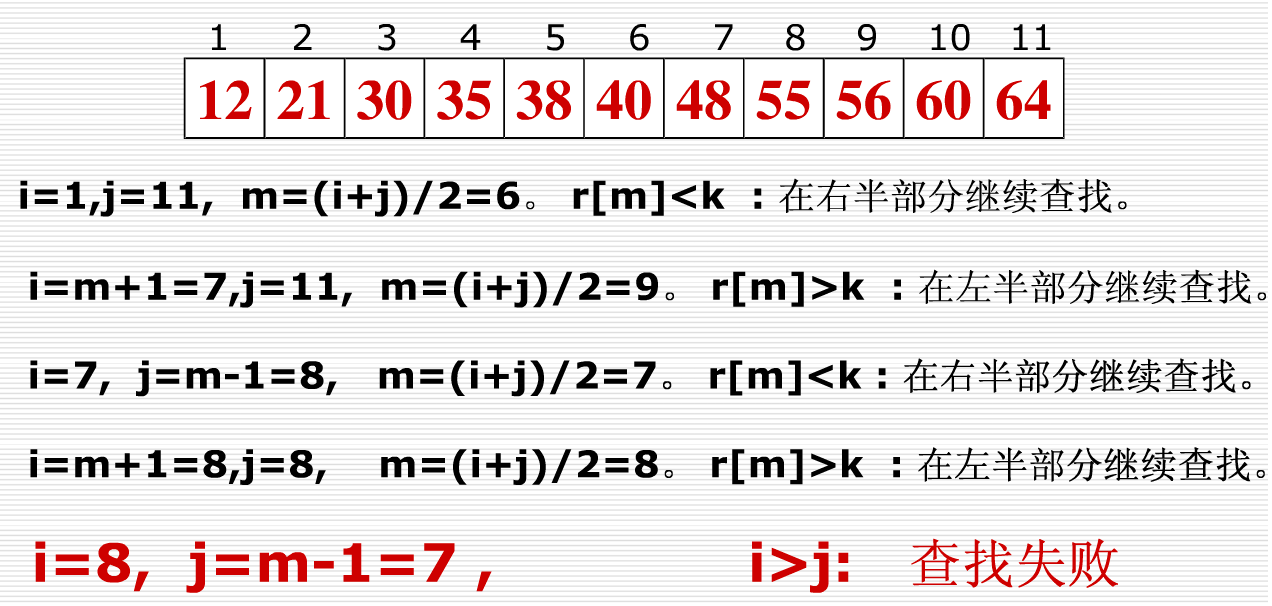 1 2 3 4 5 6 7 8 9 10 11
12 21 30 35 38 40 48 55 56 60 64
i=1,j=11, m=(i+j)/2=6。 r[m]<k :在右半部分继续查找。
i=m+1=7,j=11, m=(i+j)/2=9。 r[m]>k :在左半部分继续查找。
i=7, j=m-1=8, m=(i+j)/2=7。 r[m]<k:在右半部分继续查找。
i=m+1=8,j=8, m=(i+j)/2=8。 r[m]>k :在左半部分继续查找。
i=8, j=m-1=7 , i>j: 查找失败